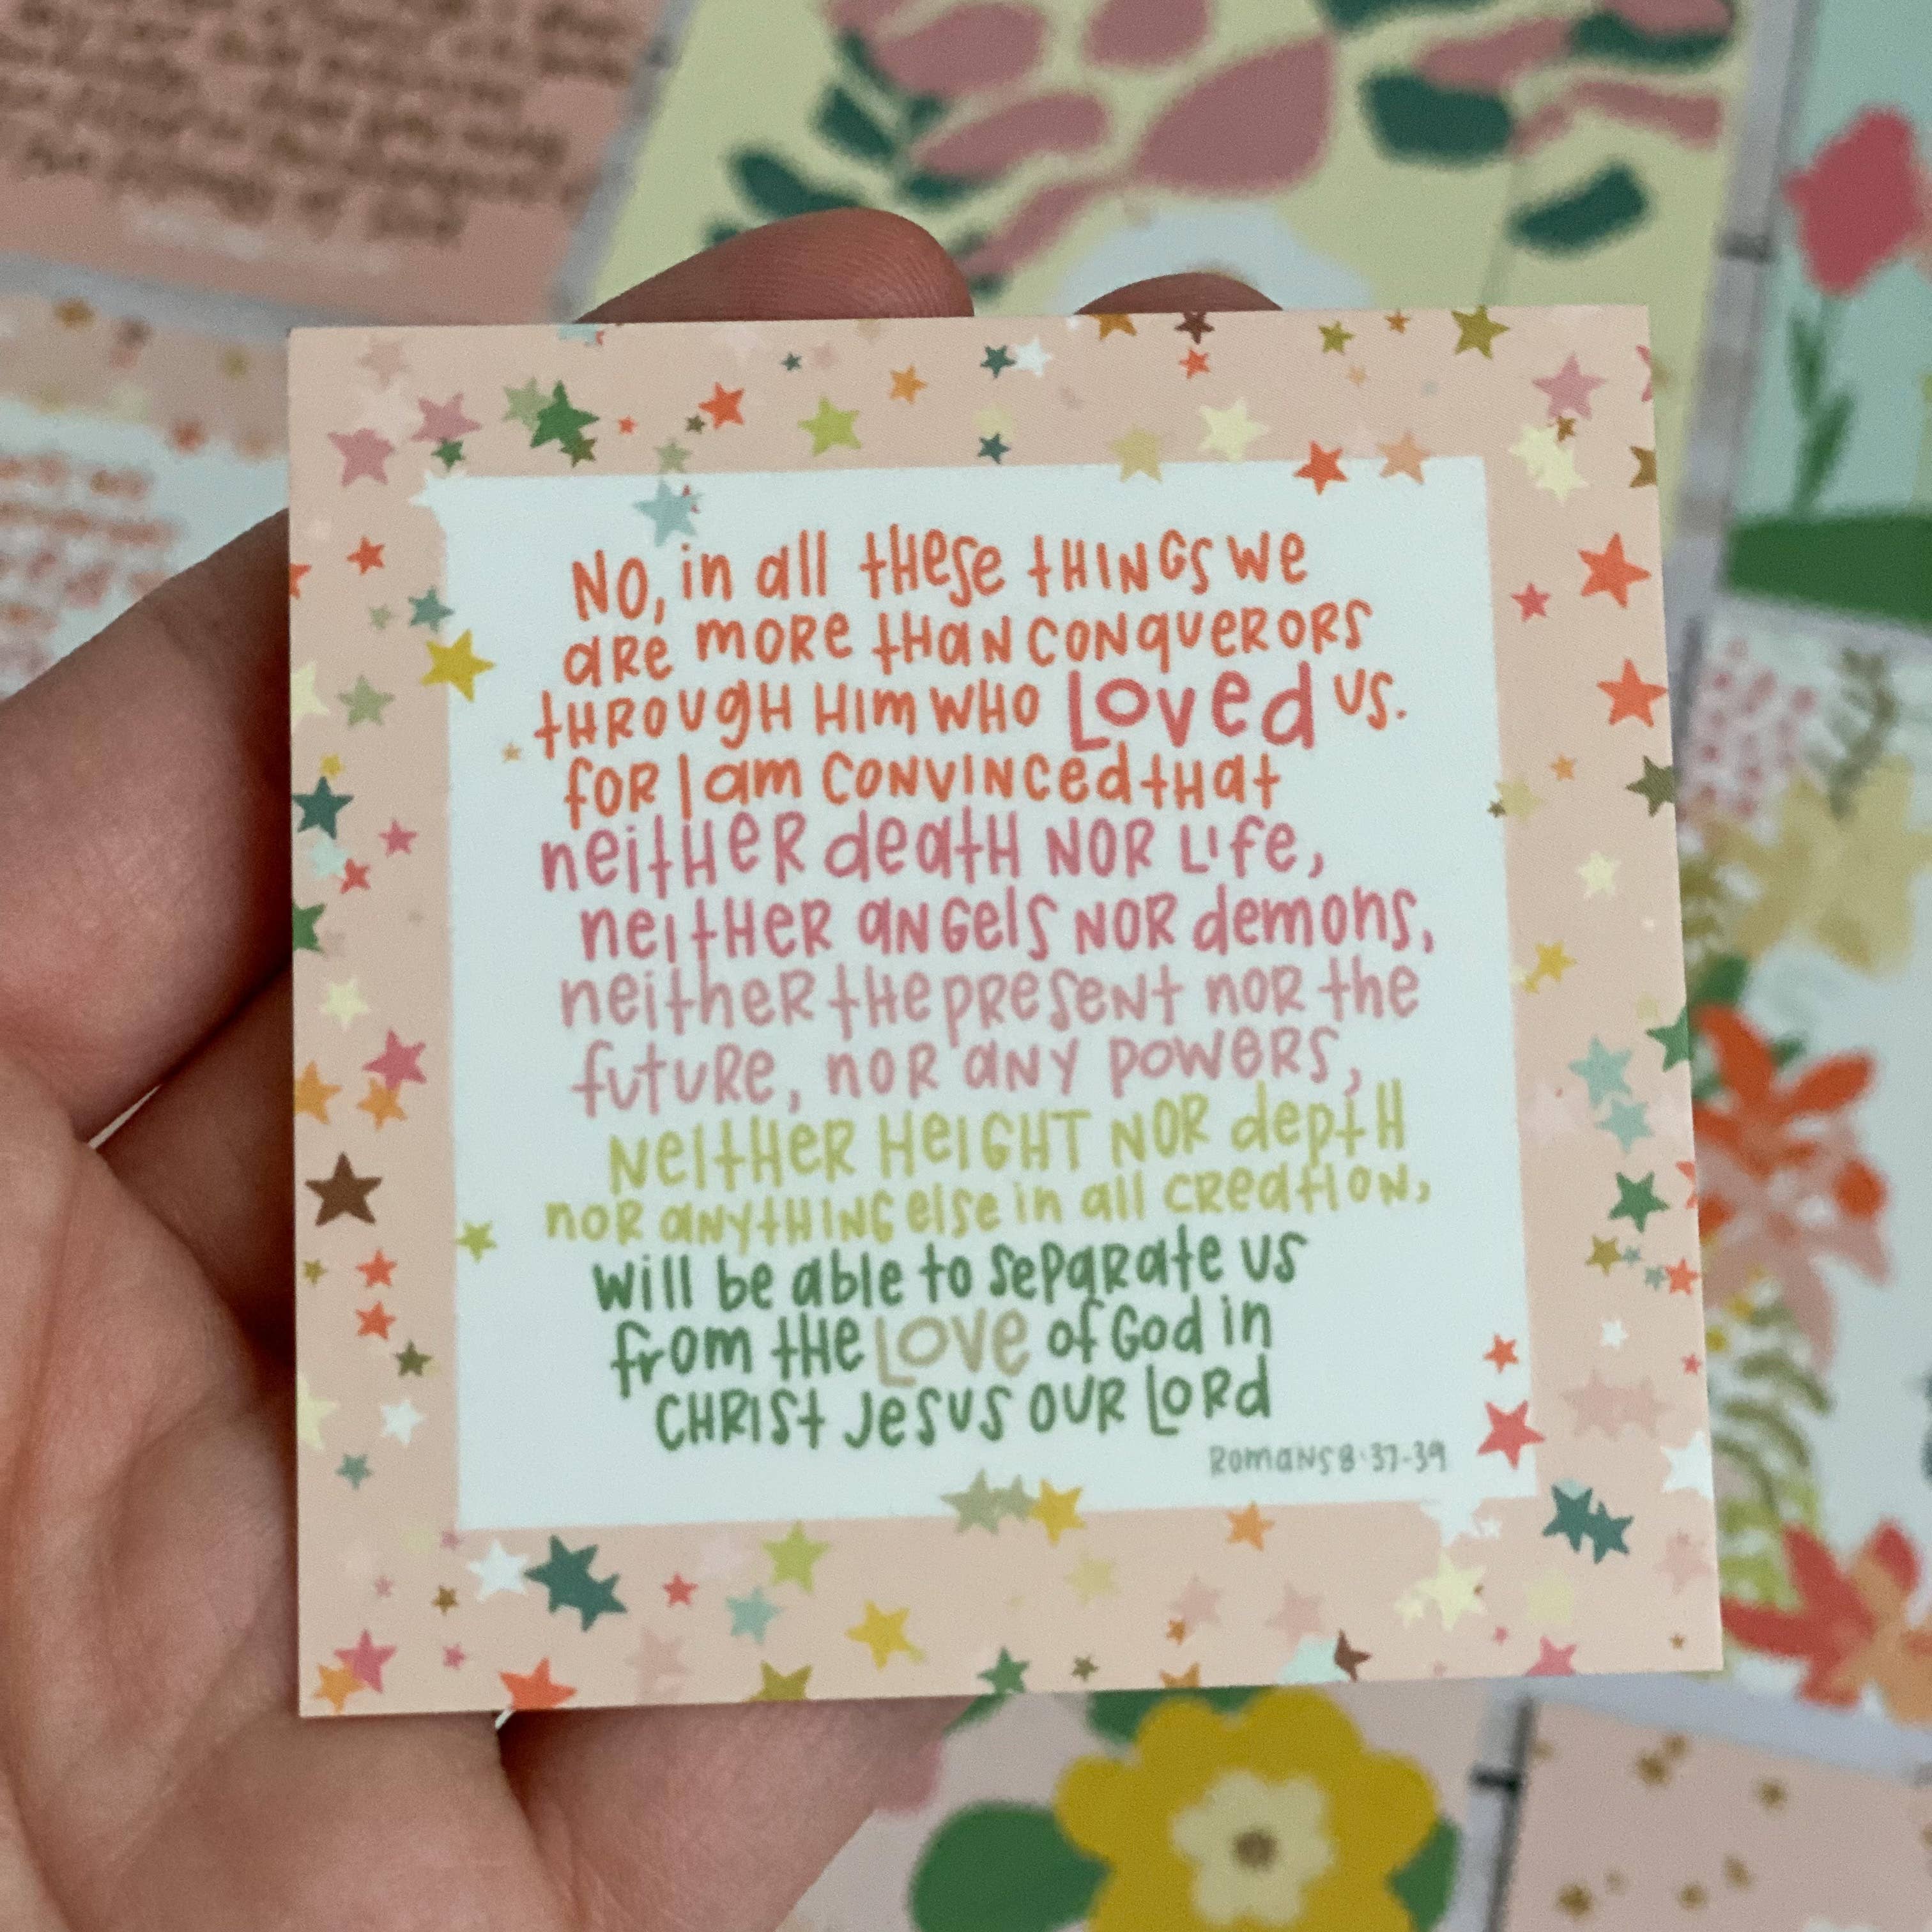 No, in all these things we
are more than conquerors
through Him who Loved us.
for I am convinced that
neither death nor life,
neither angels nor demons,
neither the present nor the
future, nor any powers,
neither height nor depth
nor anything else in all creation,
will be able to separate us
from the Love of God in
Christ Jesus our Lord
Romans 8:37-39